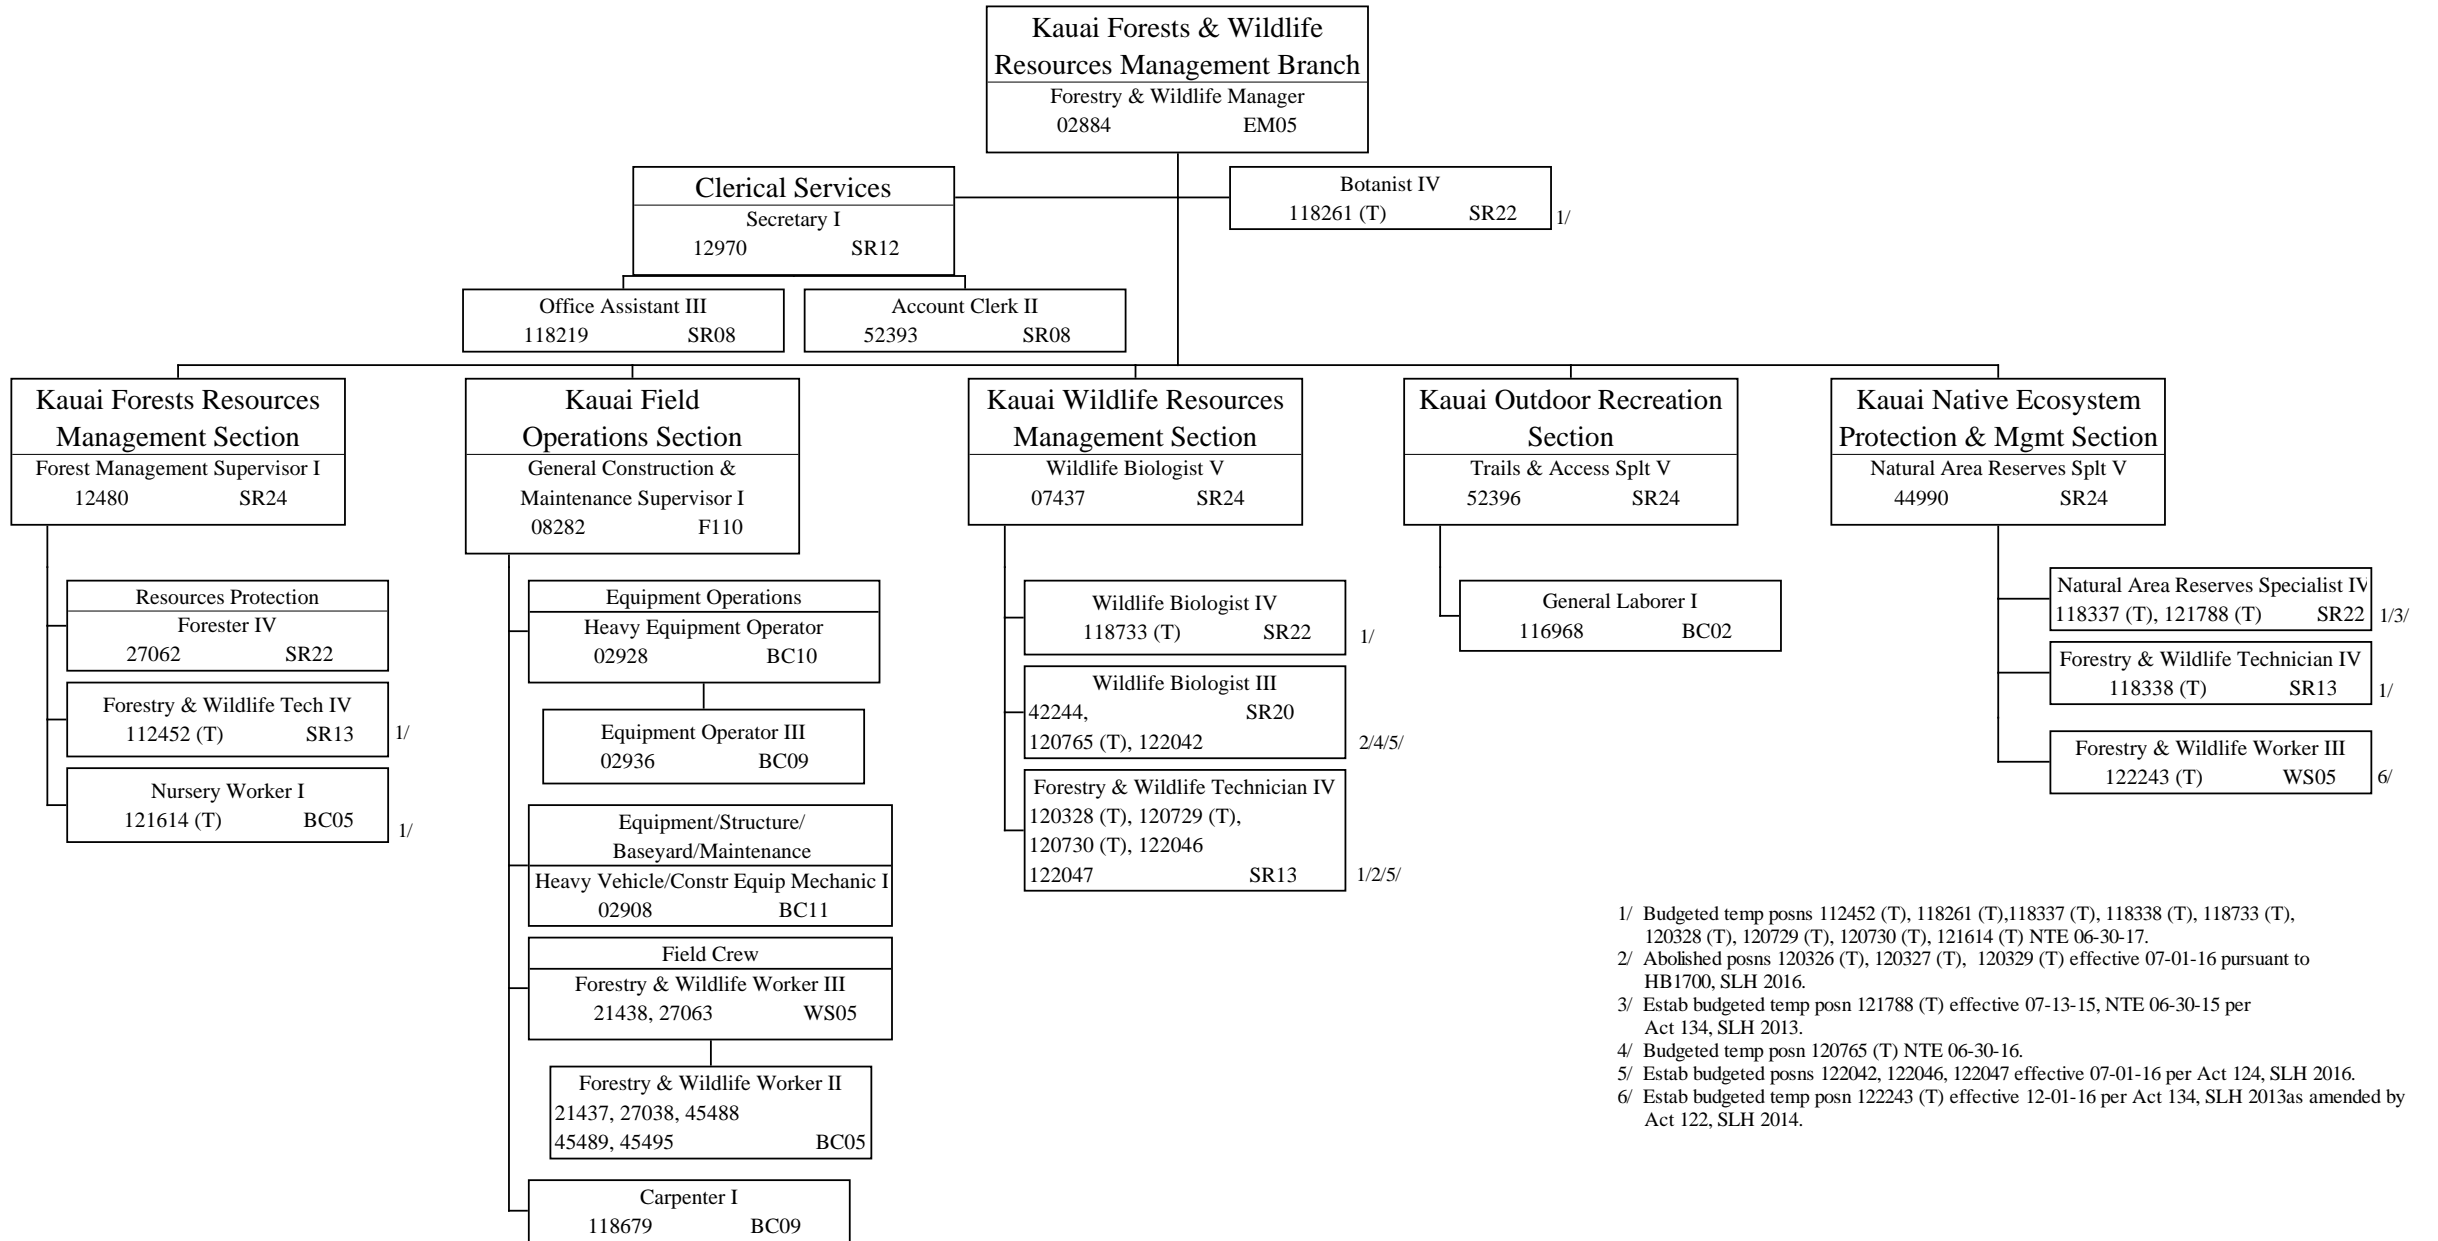 Kauai Forests & Wildlife
Resources Management Branch
Forestry & Wildlife Manager
02884 EM05
Clerical Services
Secretary I
12970 SR12
Botanist IV
118261 (T) SR22 1/
Office Assistant III
118219 SR08
Account Clerk II
52393 SR08
Kauai Forests Resources
Management Section
Forest Management Supervisor I
12480 SR24
Resources Protection
Forester IV
27062 SR22
Forestry & Wildlife Tech IV
112452 (T) SR13 1/
Nursery Worker I
121614 (T) BC05 1/
Kauai Field
Operations Section
General Construction &
Maintenance Supervisor I
08282 F110
Equipment Operations
Heavy Equipment Operator
02928 BC10
Equipment Operator III
02936 BC09
Equipment/Structure/
Baseyard/Maintenance
Heavy Vehicle/Constr Equip Mechanic I
02908 BC11
Field Crew
Forestry & Wildlife Worker III
21438, 27063 WS05
Forestry & Wildlife Worker II
21437, 27038, 45488
45489, 45495 BC05
Carpenter I
118679 BC09
Kauai Wildlife Resources
Management Section
Wildlife Biologist V
07437 SR24
Wildlife Biologist IV
118733 (T) SR22 1/
Wildlife Biologist III
42244, SR20
120765 (T), 122042 2/4/5/
Forestry & Wildlife Technician IV
120328 (T), 120729 (T),
120730 (T), 122046
122047 SR13 1/2/5/
Kauai Outdoor Recreation
Section
Trails & Access Splt V
52396 SR24
General Laborer I
116968 BC02
Kauai Native Ecosystem
Protection & Mgmt Section
Natural Area Reserves Splt V
44990 SR24
Natural Area Reserves Specialist IV
118337 (T), 121788 (T) SR22 1/3/
Forestry & Wildlife Technician IV
118338 (T) SR13 1/
Forestry & Wildlife Worker III
122243 (T) WS05 6/
1/ Budgeted temp posns 112452 (T), 118261 (T),118337 (T), 118338 (T), 118733 (T),
120328 (T), 120729 (T), 120730 (T), 121614 (T) NTE 06-30-17.
2/ Abolished posns 120326 (T), 120327 (T), 120329 (T) effective 07-01-16 pursuant to
HB1700, SLH 2016.
3/ Estab budgeted temp posn 121788 (T) effective 07-13-15, NTE 06-30-15 per
Act 134, SLH 2013.
4/ Budgeted temp posn 120765 (T) NTE 06-30-16.
5/ Estab budgeted posns 122042, 122046, 122047 effective 07-01-16 per Act 124, SLH 2016.
6/ Estab budgeted temp posn 122243 (T) effective 12-01-16 per Act 134, SLH 2013as amended by
Act 122, SLH 2014.